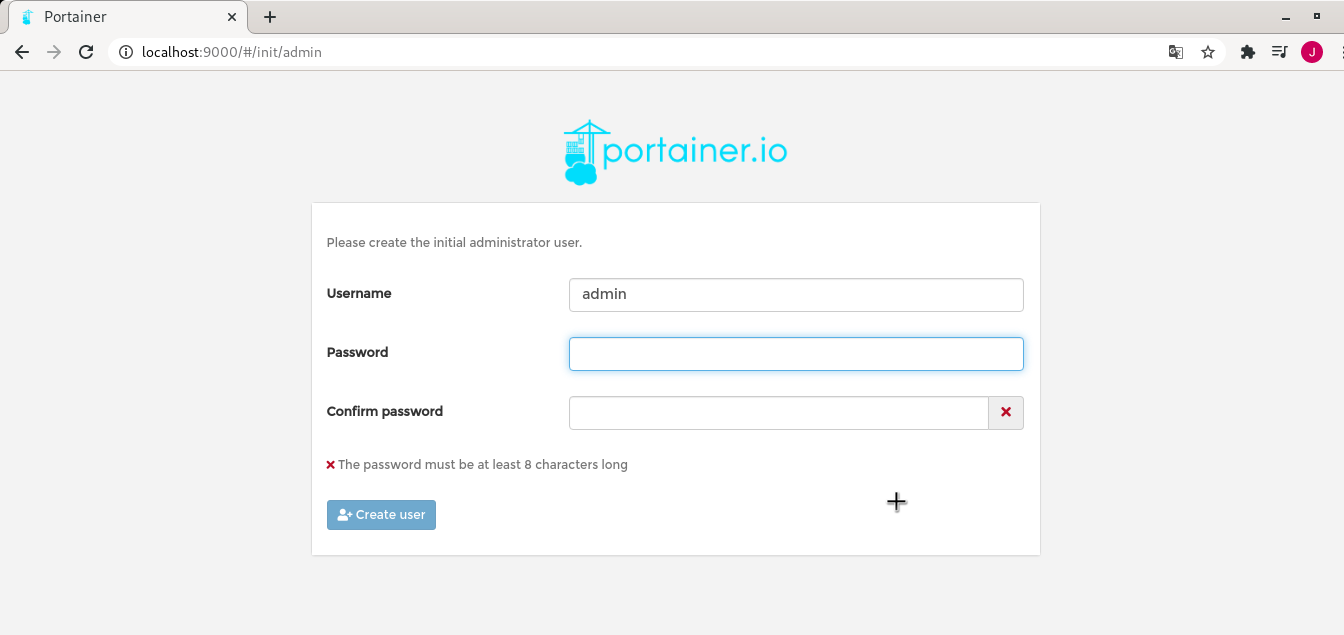 Portainer
localhost:9000/#/init/admin
J
portainer.io
Please create the initial administrator user.
Username
admin
Password
Confirm password
The password must be at least 8 characters long
Create user